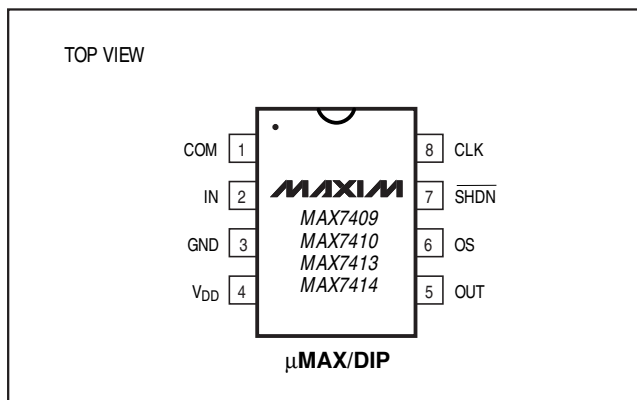 TOP VIEW
COM 1 8 CLK
IN 2 MAXIM 7 S̅H̅D̅N̅
MAX7409
GND 3 MAX7410 6 OS
MAX7413
VDD 4 MAX7414 5 OUT
μMAX/DIP